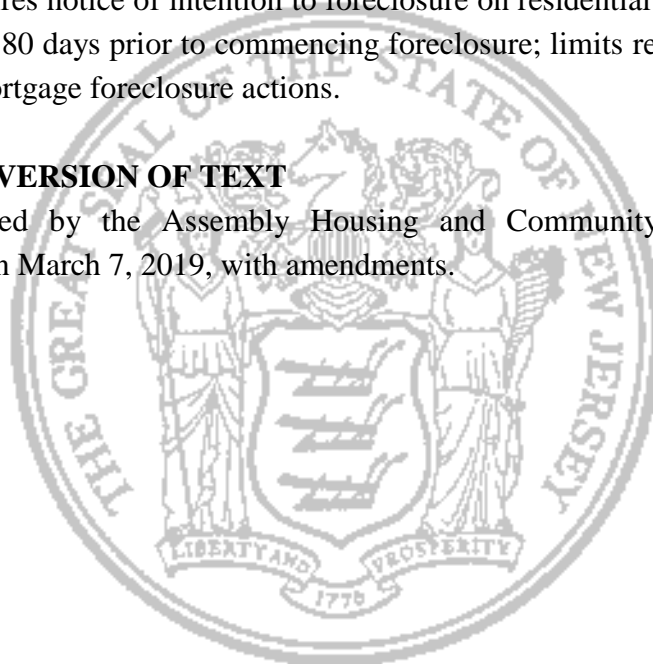 res notice of intention to foreclosure on residential
80 days prior to commencing foreclosure; limits re
ortgage foreclosure actions.
VERSION OF TEXT
ed by the Assembly Housing and Community
n March 7, 2019, with amendments.
THE GREAT SEAL OF THE STATE OF NEW JERSEY
LIBERTY AND PROSPERITY
1776